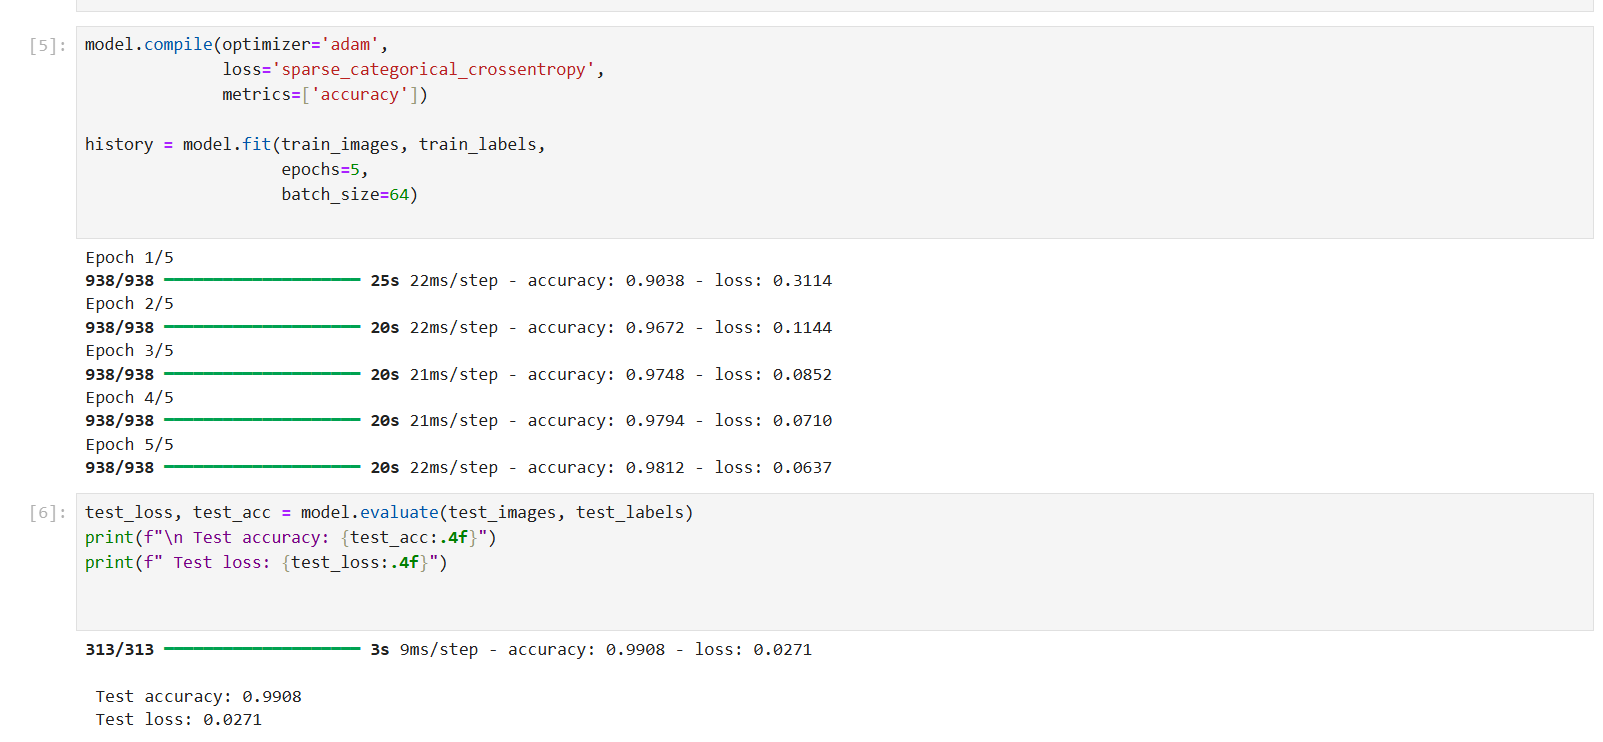 [5]: model.compile(optimizer='adam',
loss='sparse_categorical_crossentropy',
metrics=['accuracy'])
history = model.fit(train_images, train_labels,
epochs=5,
batch_size=64)
Epoch 1/5
938/938 25s 22ms/step - accuracy: 0.9038 - loss: 0.3114
Epoch 2/5
938/938 20s 22ms/step - accuracy: 0.9672 - loss: 0.1144
Epoch 3/5
938/938 20s 21ms/step - accuracy: 0.9748 - loss: 0.0852
Epoch 4/5
938/938 20s 21ms/step - accuracy: 0.9794 - loss: 0.0710
Epoch 5/5
938/938 20s 22ms/step - accuracy: 0.9812 - loss: 0.0637
[6]: test_loss, test_acc = model.evaluate(test_images, test_labels)
print(f"\n Test accuracy: {test_acc:.4f}")
print(f" Test loss: {test_loss:.4f}")
313/313 3s 9ms/step - accuracy: 0.9908 - loss: 0.0271
Test accuracy: 0.9908
Test loss: 0.0271